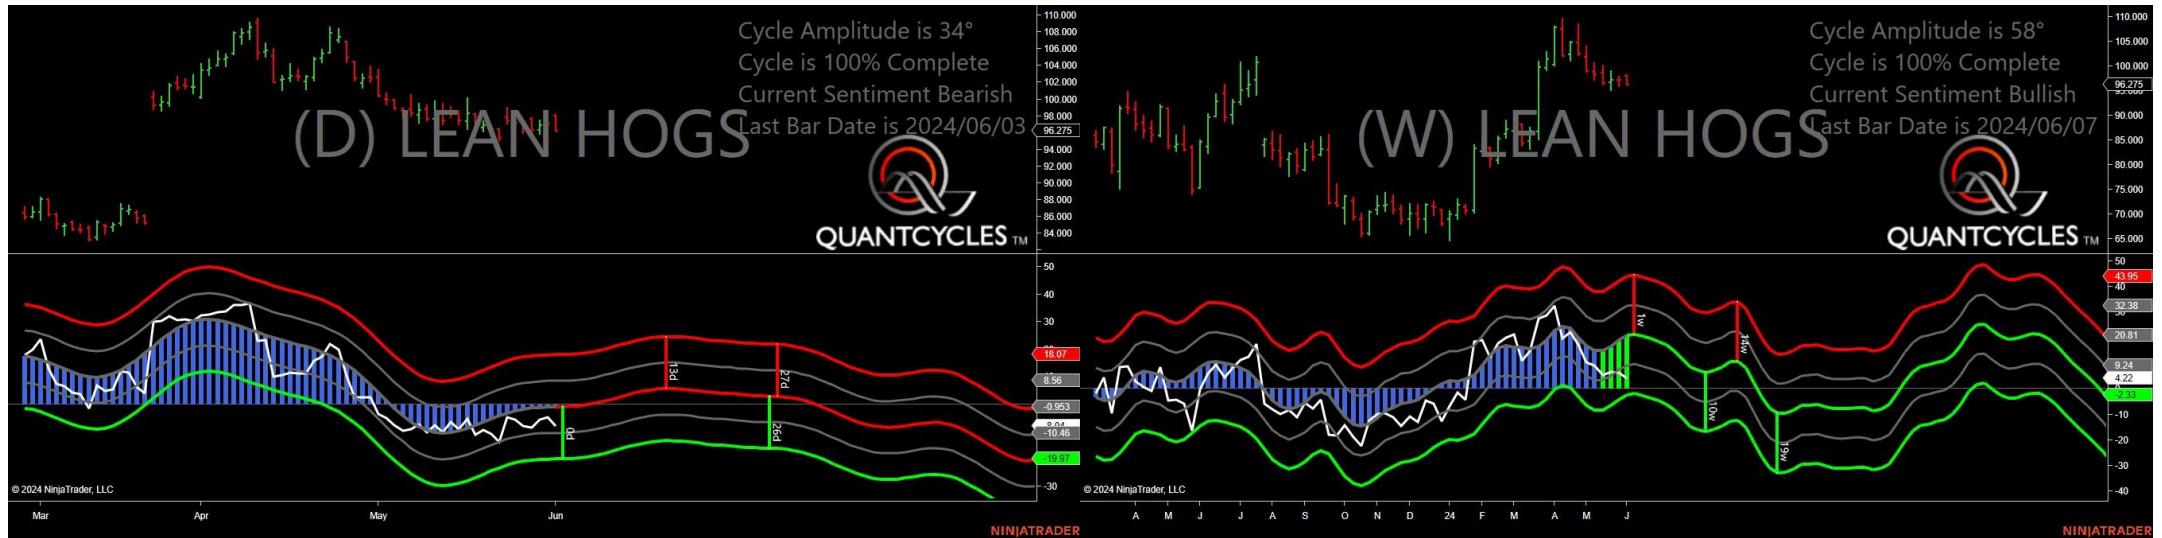 Cycle Amplitude is 34°
Cycle is 100% Complete
Current Sentiment Bearish
Last Bar Date is 2024/06/03
(D) LEAN HOGS
QUANTCYCLES TM
110.000
108.000
106.000
104.000
102.000
100.000
98.000
96.275
94.000
92.000
90.000
88.000
86.000
84.000
50
40
30
18.07
8.56
-0.953
-10.46
-19.97
-30
0d
13d
26d
27d
© 2024 NinjaTrader, LLC
Mar
Apr
May
Jun
NINJATRADER
Cycle Amplitude is 58°
Cycle is 100% Complete
Current Sentiment Bullish
Last Bar Date is 2024/06/07
(W) LEAN HOGS
QUANTCYCLES TM
110.000
105.000
100.000
96.275
90.000
85.000
80.000
75.000
70.000
65.000
50
43.95
40
32.38
20.81
9.24
4.22
-2.33
-10
-20
-30
-40
1w
10w
14w
19w
© 2024 NinjaTrader, LLC
A M J J A S O N D 24 F M A M J
NINJATRADER